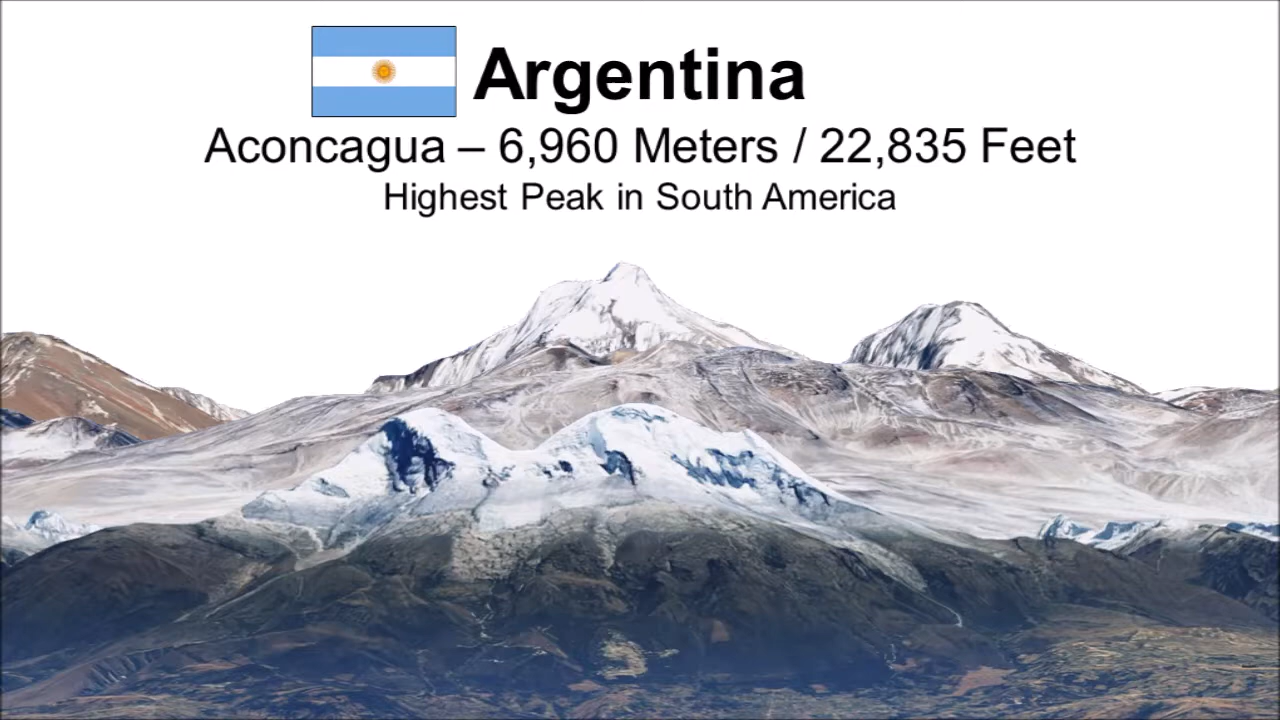 Argentina
Aconcagua – 6,960 Meters / 22,835 Feet
Highest Peak in South America